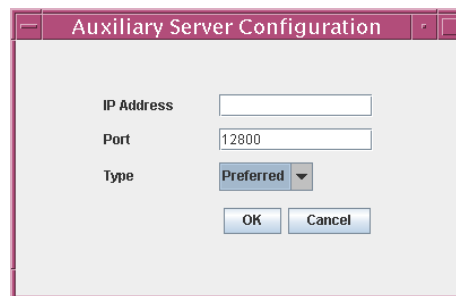 Auxiliary Server Configuration
IP Address
Port 12800
Type Preferred
OK Cancel